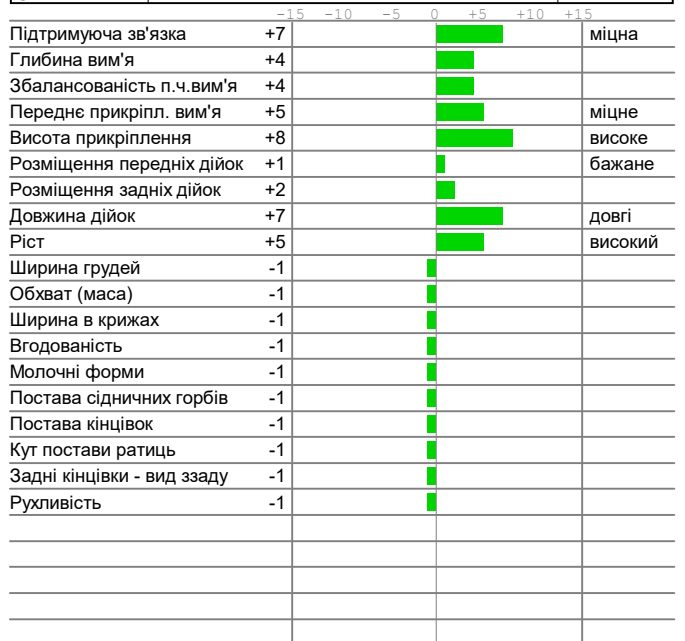 -15 -10 -5 0 +5 +10 +15
Підтримуюча зв'язка +7 міцна
Глибина вим'я +4
Збалансованість п.ч.вим'я +4
Переднє прикріпл. вим'я +5 міцне
Висота прикріплення +8 високе
Розміщення передніх дійок +1 бажане
Розміщення задніх дійок +2
Довжина дійок +7 довгі
Ріст +5 високий
Ширина грудей -1
Обхват (маса) -1
Ширина в крижах -1
Вгодованість -1
Молочні форми -1
Постава сідничних горбів -1
Постава кінцівок -1
Кут постави ратиць -1
Задні кінцівки - вид ззаду -1
Рухливість -1